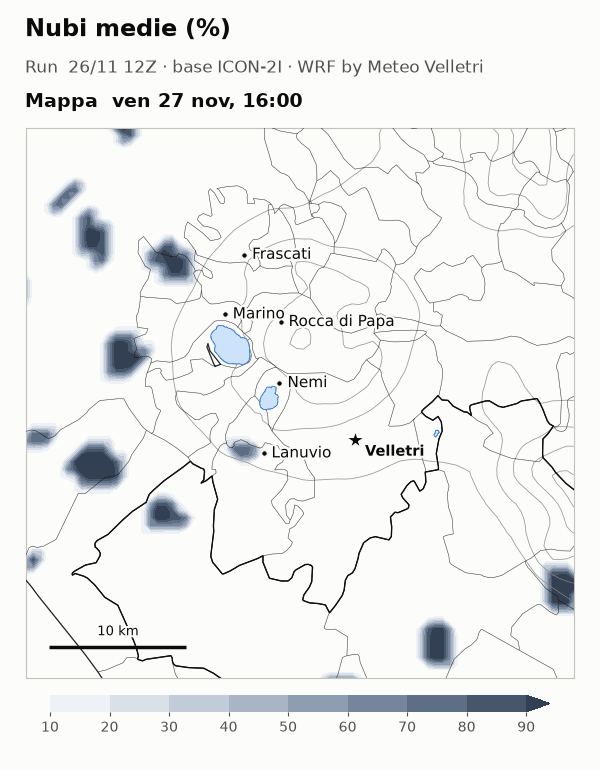 Nubi medie (%)
Run  26/11 12Z · base ICON-2I · WRF by Meteo Velletri
Mappa  ven 27 nov, 16:00
Frascati
Marino
Rocca di Papa
Nemi
Lanuvio
Velletri
10 km
10 20 30 40 50 60 70 80 90